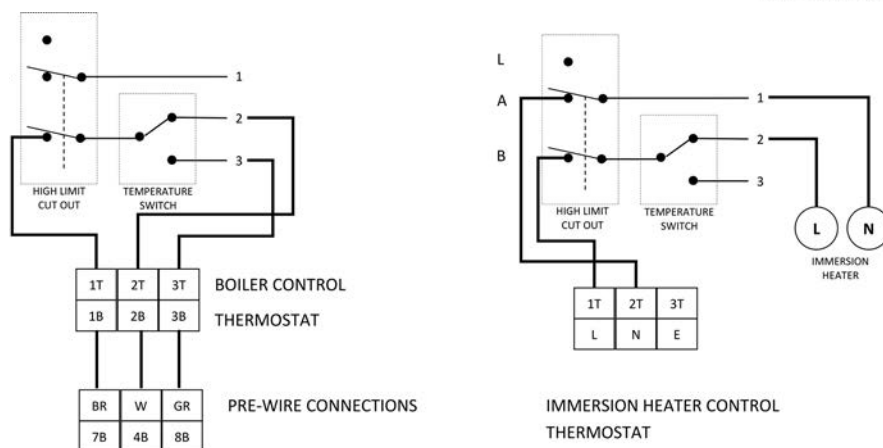 1
2
3
HIGH LIMIT
CUT OUT
TEMPERATURE
SWITCH
1T 2T 3T
BOILER CONTROL
1B 2B 3B
THERMOSTAT
BR W GR
PRE-WIRE CONNECTIONS
7B 4B 8B
L
A
B
1
2
3
HIGH LIMIT
CUT OUT
TEMPERATURE
SWITCH
L N
IMMERSION
HEATER
1T 2T 3T
L N E
IMMERSION HEATER CONTROL
THERMOSTAT